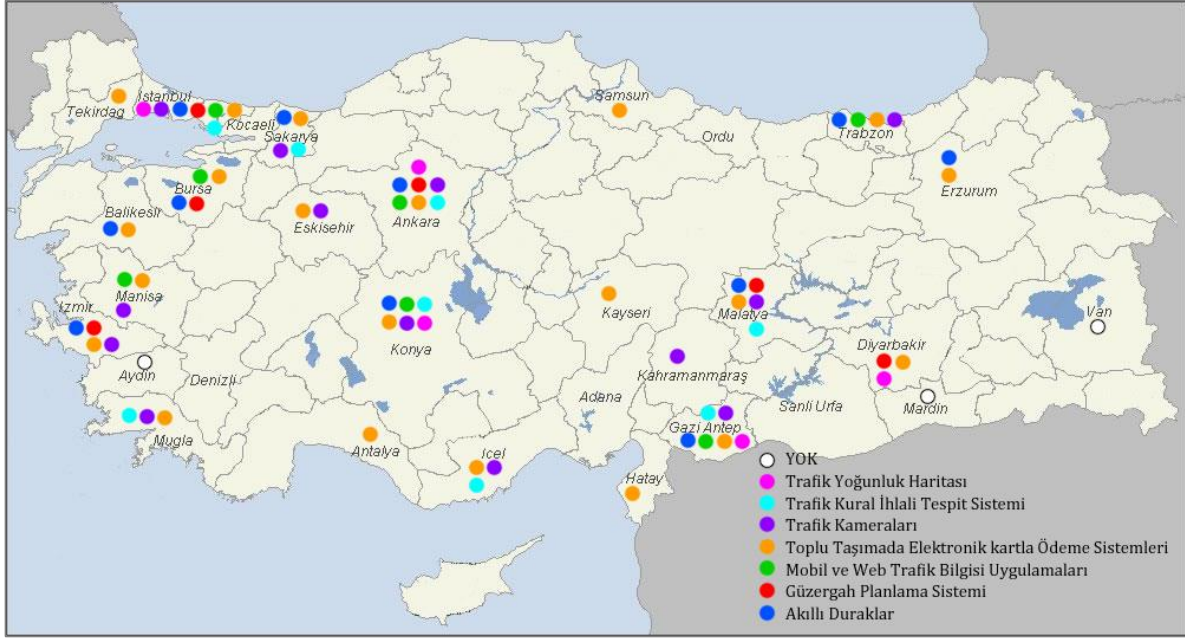 Istanbul
Tekirdag
Kocaeli
Sakarya
Samsun
Ordu
Trabzon
Erzurum
Bursa
Balikesir
Eskisehir
Ankara
Manisa
Izmir
Kayseri
Malatya
Van
Konya
Diyarbakir
Aydin
Denizli
Kahramanmaraş
Adana
Sanli Urfa
Mardin
Mugla
Antalya
Icel
Gazi Antep
Hatay
YOK
Trafik Yoğunluk Haritası
Trafik Kural İhlali Tespit Sistemi
Trafik Kameraları
Toplu Taşımada Elektronik kartla Ödeme Sistemleri
Mobil ve Web Trafik Bilgisi Uygulamaları
Güzergah Planlama Sistemi
Akıllı Duraklar